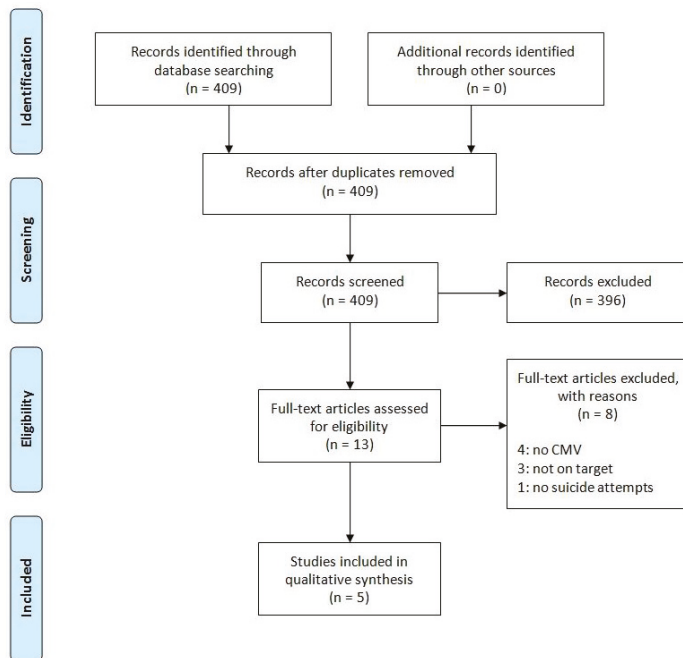 Identification
Records identified through
database searching
(n = 409)
Additional records identified
through other sources
(n = 0)
Records after duplicates removed
(n = 409)
Screening
Records screened
(n = 409)
Records excluded
(n = 396)
Eligibility
Full-text articles assessed
for eligibility
(n = 13)
Full-text articles excluded,
with reasons
(n = 8)
4: no CMV
3: not on target
1: no suicide attempts
Included
Studies included in
qualitative synthesis
(n = 5)